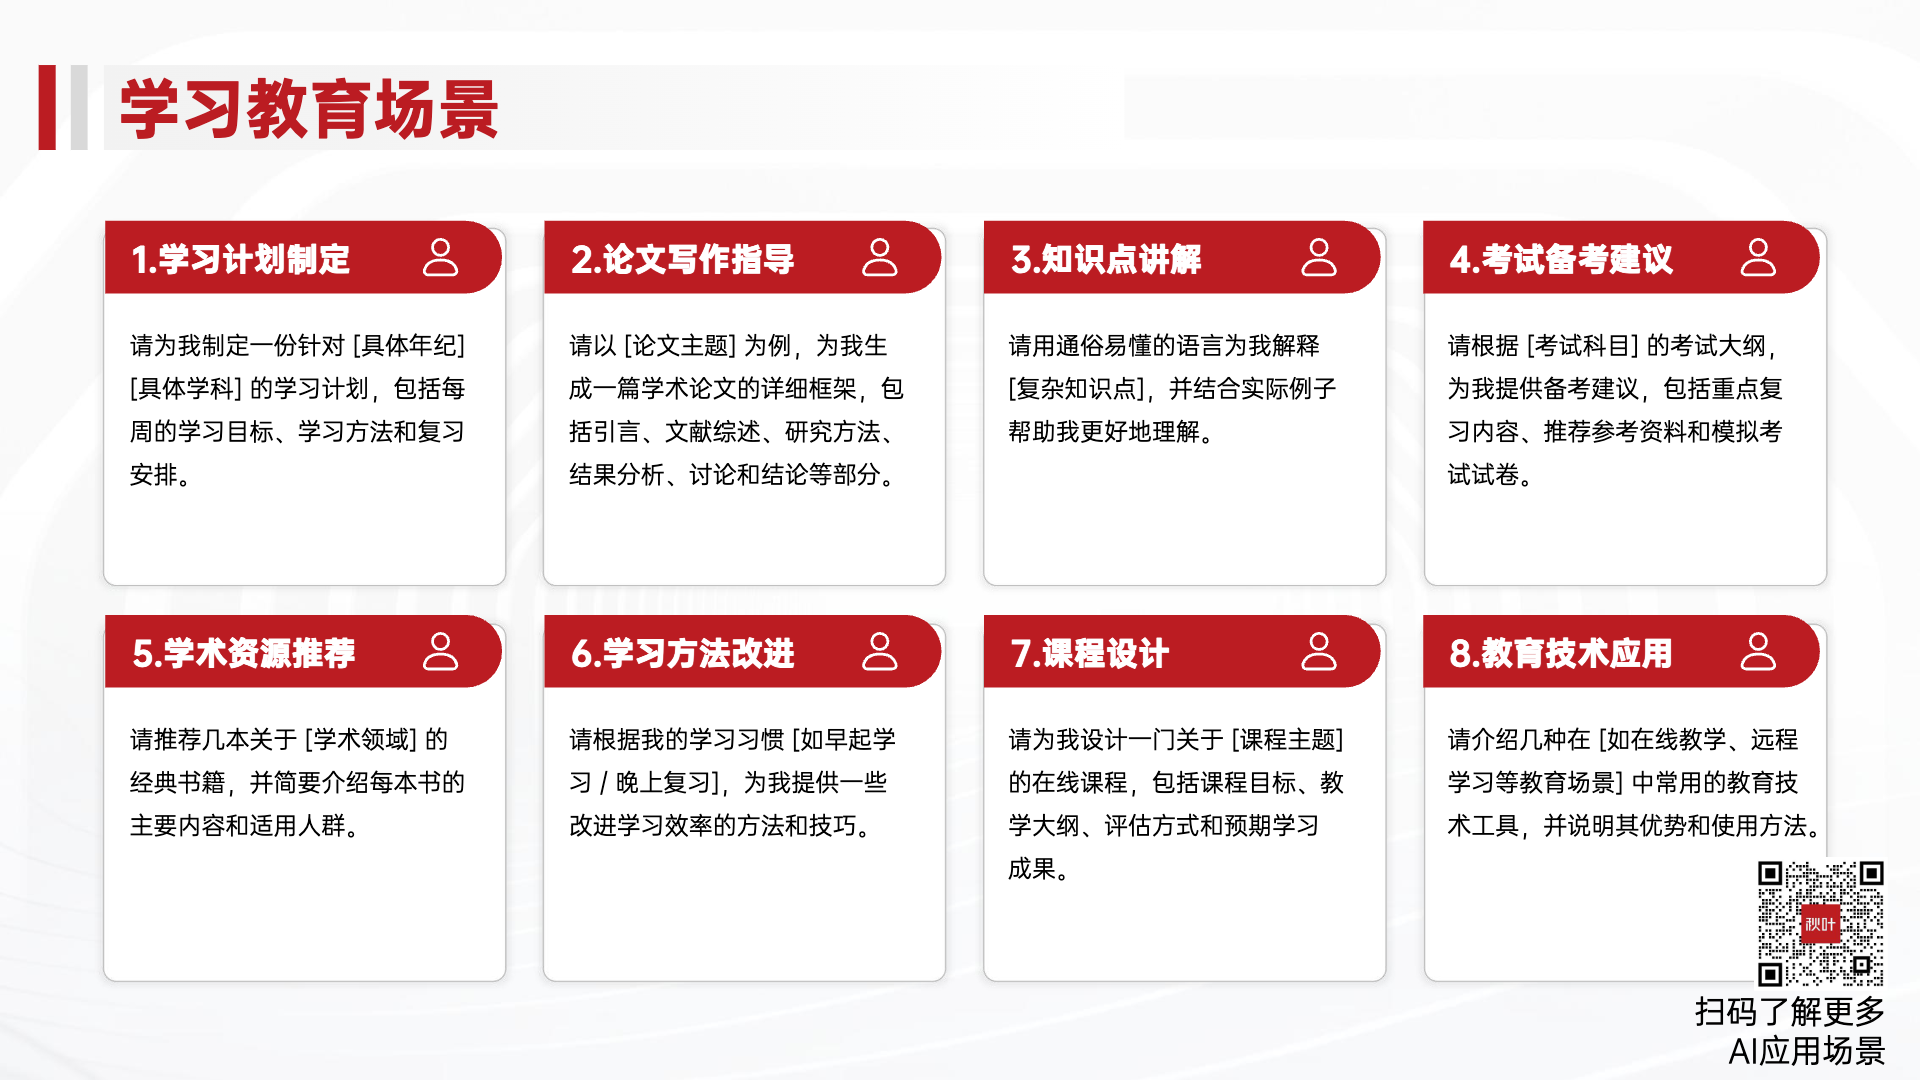 学习教育场景
1.学习计划制定
请为我制定一份针对 [具体年纪]
[具体学科] 的学习计划，包括每
周的学习目标、学习方法和复习
安排。
2.论文写作指导
请以 [论文主题] 为例，为我生
成一篇学术论文的详细框架，包
括引言、文献综述、研究方法、
结果分析、讨论和结论等部分。
3.知识点讲解
请用通俗易懂的语言为我解释
[复杂知识点]，并结合实际例子
帮助我更好地理解。
4.考试备考建议
请根据 [考试科目] 的考试大纲，
为我提供备考建议，包括重点复
习内容、推荐参考资料和模拟考
试试卷。
5.学术资源推荐
请推荐几本关于 [学术领域] 的
经典书籍，并简要介绍每本书的
主要内容和适用人群。
6.学习方法改进
请根据我的学习习惯 [如早起学
习 / 晚上复习]，为我提供一些
改进学习效率的方法和技巧。
7.课程设计
请为我设计一门关于 [课程主题]
的在线课程，包括课程目标、教
学大纲、评估方式和预期学习
成果。
8.教育技术应用
请介绍几种在 [如在线教学、远程
学习等教育场景] 中常用的教育技
术工具，并说明其优势和使用方法。
秋叶
扫码了解更多
AI应用场景